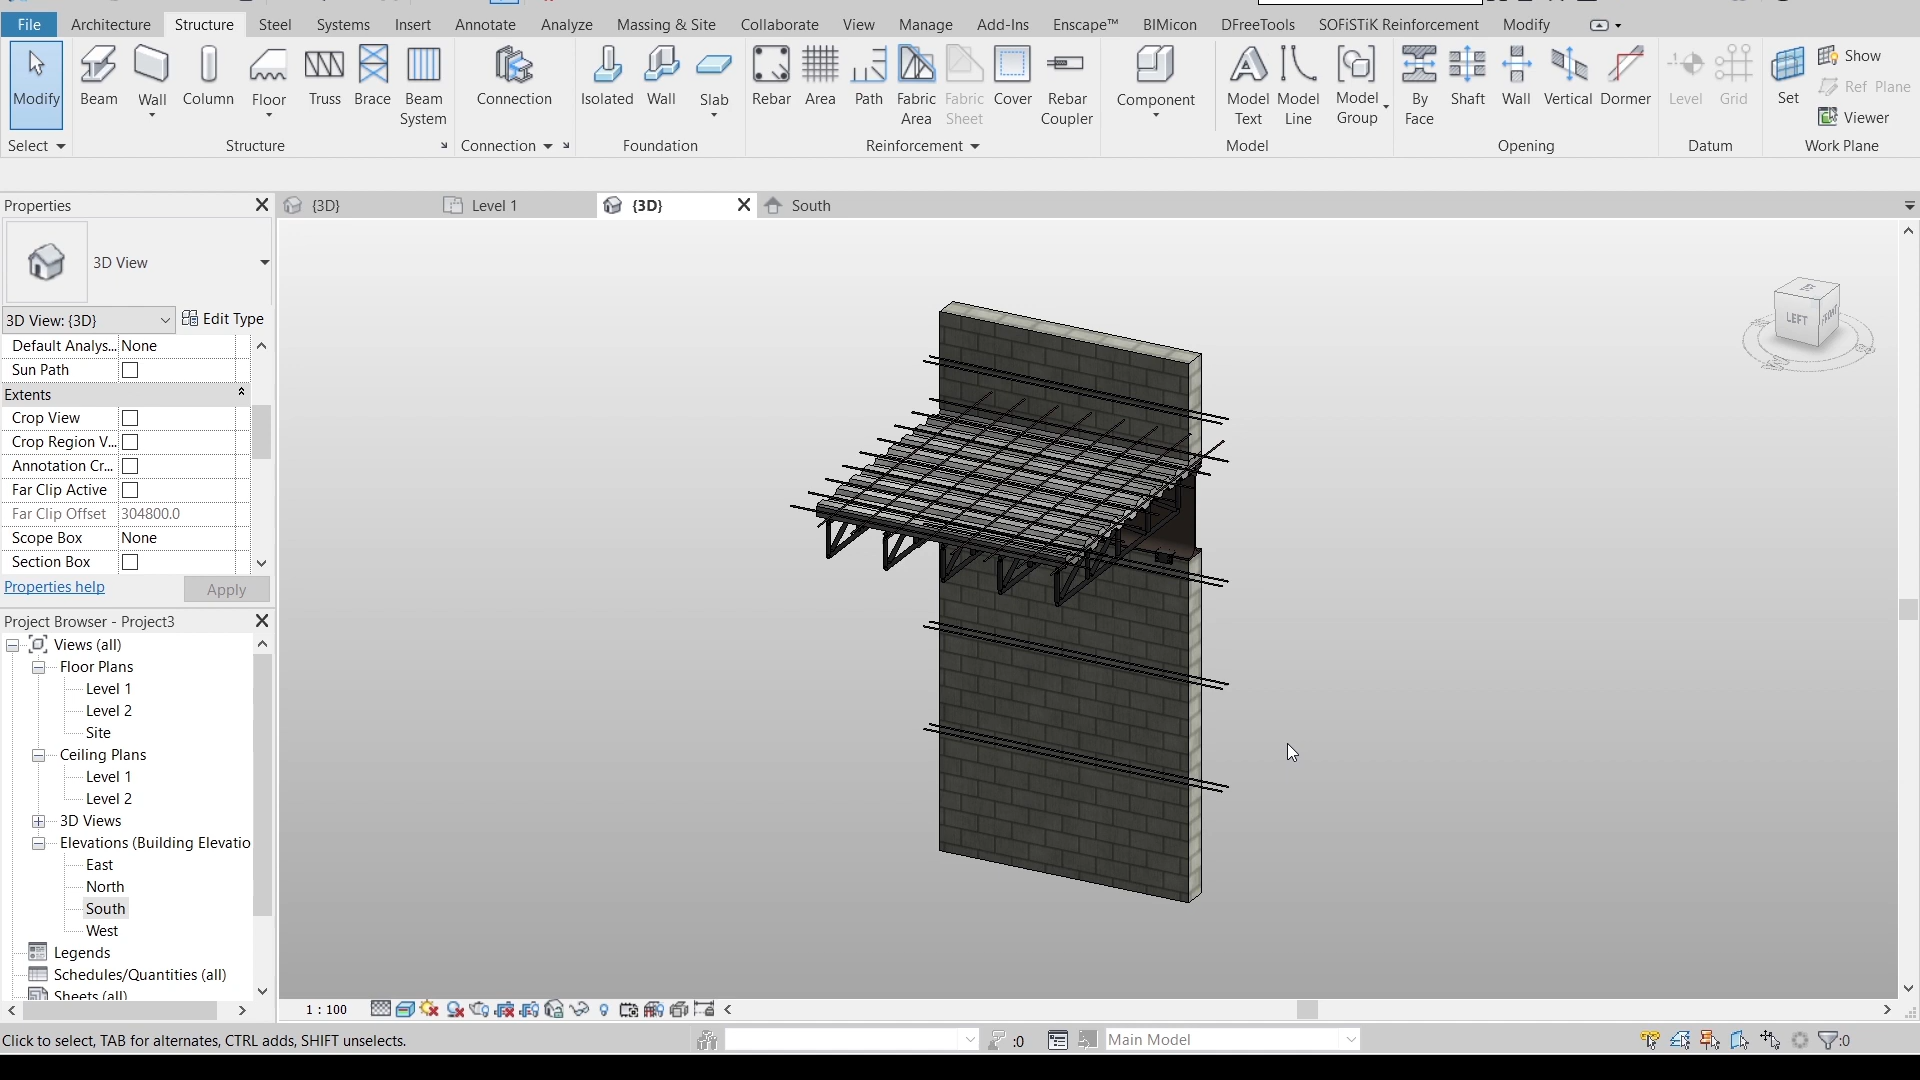 File Architecture Structure Steel Systems Insert Annotate Analyze Massing & Site Collaborate View Manage Add-Ins Enscape™ BIMicon DFreeTools SOFiSTiK Reinforcement Modify
Modify Beam Wall Column Floor Truss Brace Beam System Connection Isolated Wall Slab Rebar Area Path Fabric Area Fabric Sheet Cover Rebar Coupler Component Model Text Model Line Model Group By Face Shaft Wall Vertical Dormer Level Grid Set
Show
Ref Plane
Viewer
Select Structure Connection Foundation Reinforcement Model Opening Datum Work Plane
Properties
{3D} Level 1 {3D} South
3D View
3D View: {3D} Edit Type
Default Analys... None
Sun Path
Extents
Crop View
Crop Region V...
Annotation Cr...
Far Clip Active
Far Clip Offset 304800.0
Scope Box None
Section Box
Properties help Apply
Project Browser - Project3
Views (all)
Floor Plans
Level 1
Level 2
Site
Ceiling Plans
Level 1
Level 2
3D Views
Elevations (Building Elevatio
East
North
South
West
Legends
Schedules/Quantities (all)
Sheets (all)
LEFT
FRONT
1 : 100
Click to select, TAB for alternates, CTRL adds, SHIFT unselects.
:0
Main Model
:0